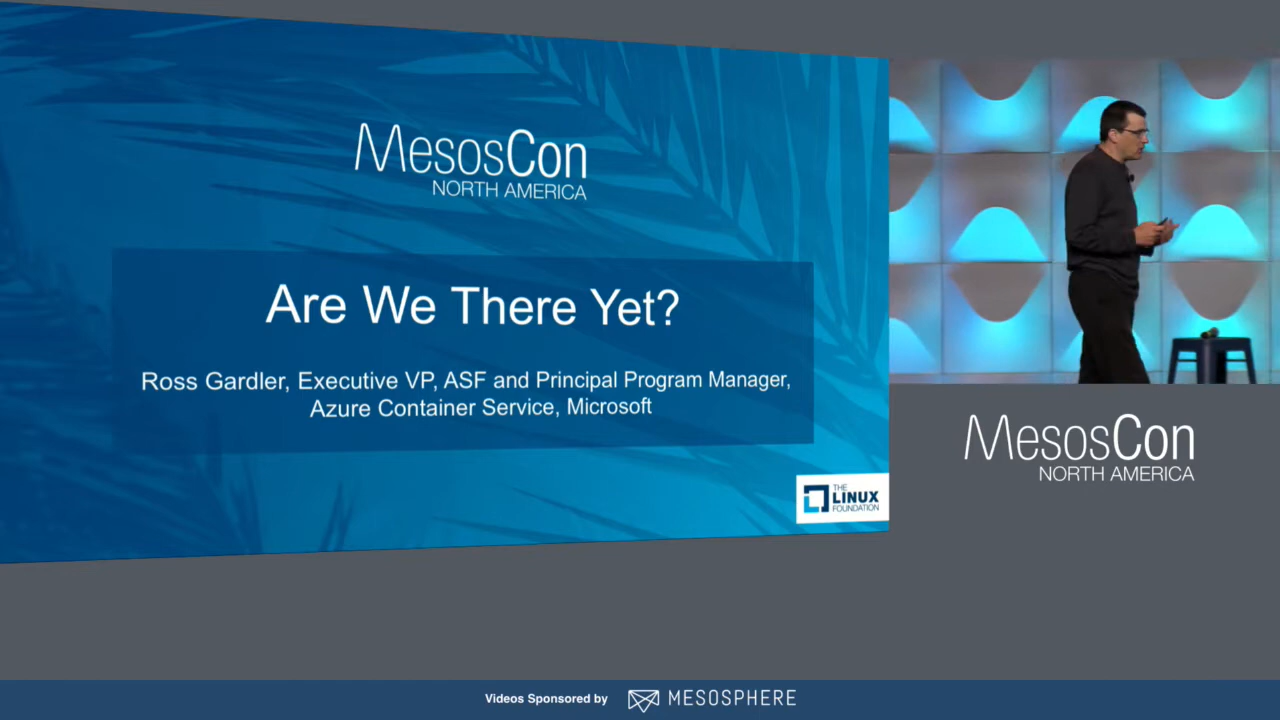 MesosCon
NORTH AMERICA
Are We There Yet?
Ross Gardler, Executive VP, ASF and Principal Program Manager,
Azure Container Service, Microsoft
THE
LINUX
FOUNDATION
MesosCon
NORTH AMERICA
Videos Sponsored by MESOSPHERE